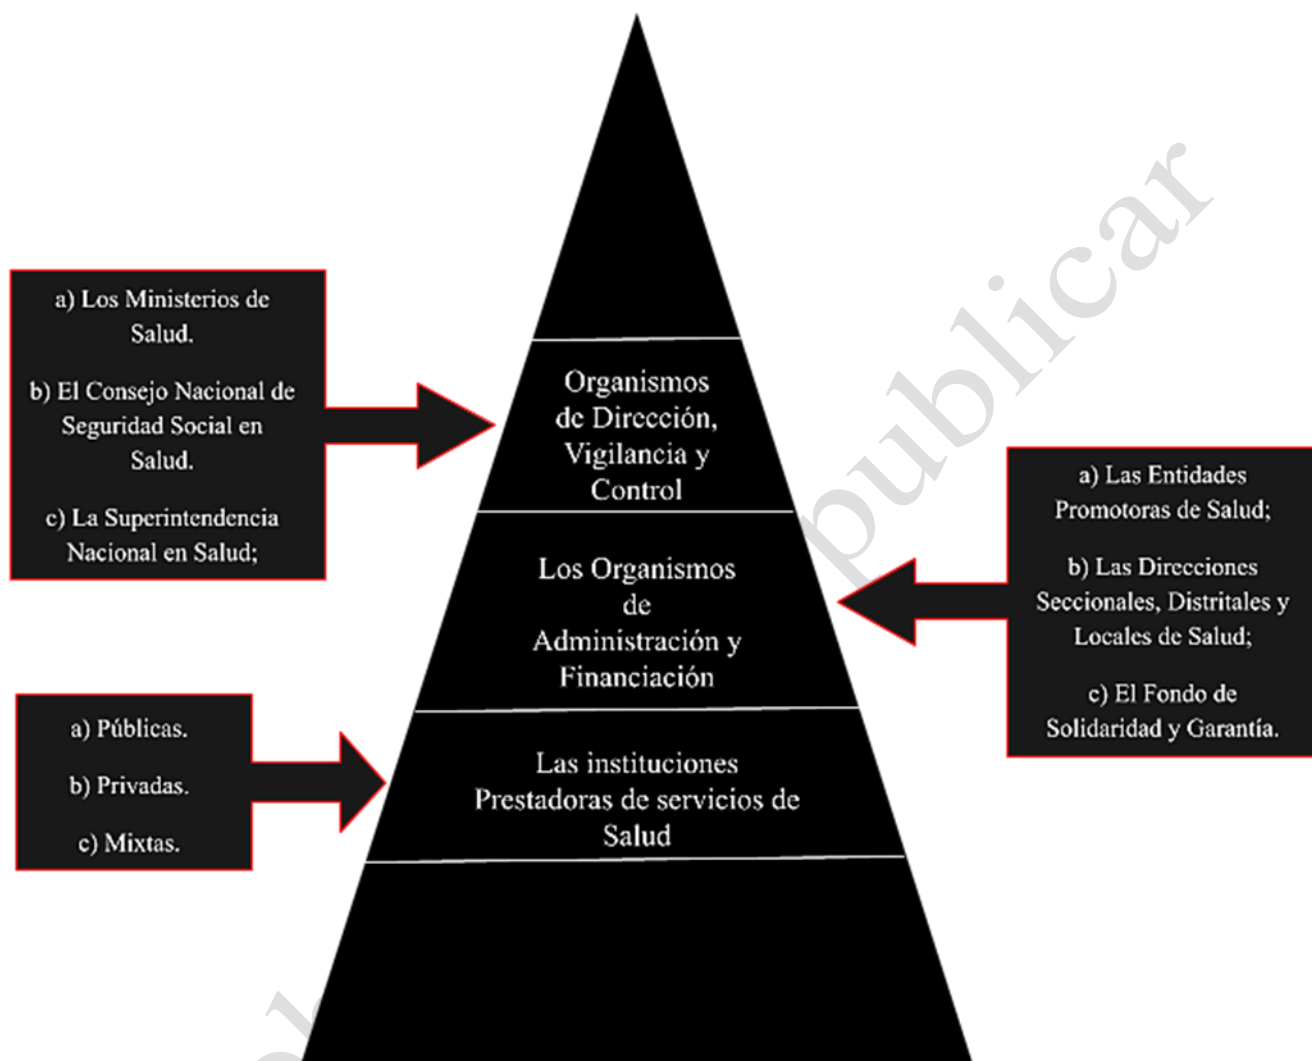 a) Los Ministerios de
Salud.
b) El Consejo Nacional de
Seguridad Social en
Salud.
c) La Superintendencia
Nacional en Salud;
Organismos
de Dirección,
Vigilancia y
Control
a) Las Entidades
Promotoras de Salud;
b) Las Direcciones
Seccionales, Distritales y
Locales de Salud;
c) El Fondo de
Solidaridad y Garantía.
Los Organismos
de
Administración y
Financiación
a) Públicas.
b) Privadas.
c) Mixtas.
Las instituciones
Prestadoras de servicios de
Salud
publicar